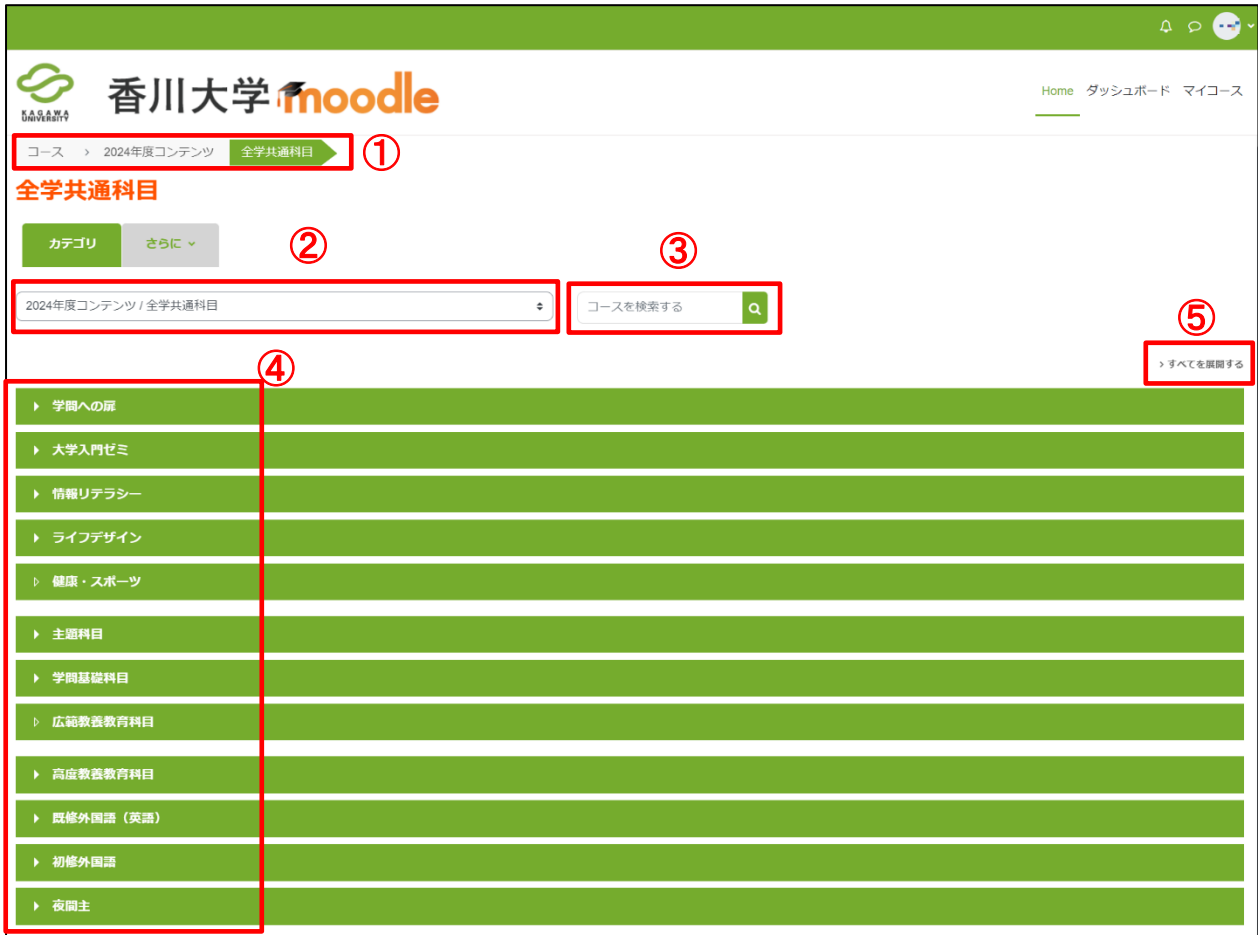 KAGAWA
UNIVERSITY
香川大学 moodle
Home ダッシュボード マイコース
コース > 2024年度コンテンツ 全学共通科目 ①
全学共通科目
カテゴリ さらに
② ③
2024年度コンテンツ / 全学共通科目 コースを検索する
⑤
> すべてを展開する
④
学問への扉
大学入門ゼミ
情報リテラシー
ライフデザイン
健康・スポーツ
主題科目
学問基礎科目
広範教養教育科目
高度教養教育科目
既修外国語（英語）
初修外国語
夜間主